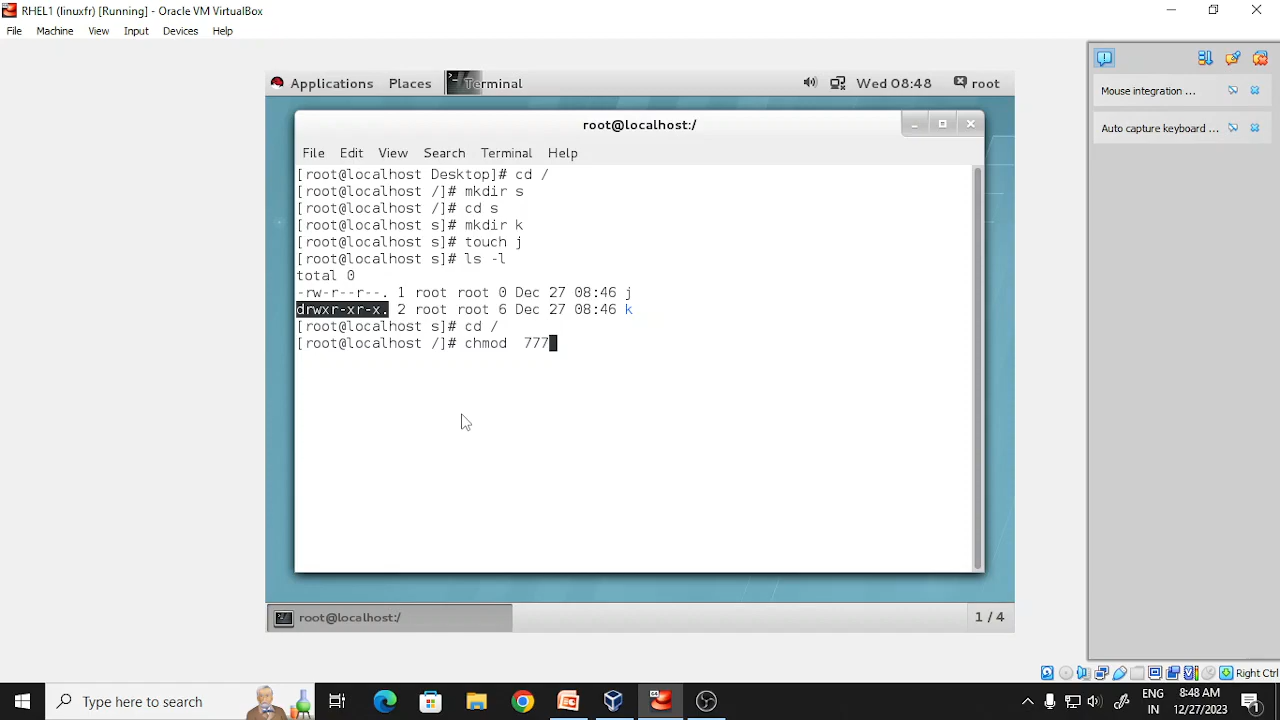 RHEL1 (linuxfr) [Running] - Oracle VM VirtualBox
File Machine View Input Devices Help
Applications Places Terminal Wed 08:48 root
Mouse integration ...
Auto capture keyboard ...
root@localhost:/
File Edit View Search Terminal Help
[root@localhost Desktop]# cd /
[root@localhost /]# mkdir s
[root@localhost /]# cd s
[root@localhost s]# mkdir k
[root@localhost s]# touch j
[root@localhost s]# ls -l
total 0
-rw-r--r--. 1 root root 0 Dec 27 08:46 j
drwxr-xr-x. 2 root root 6 Dec 27 08:46 k
[root@localhost s]# cd /
[root@localhost /]# chmod  777
root@localhost:/ 1 / 4
Right Ctrl
Type here to search
ENG 8:48 AM
IN 12/27/2023 1